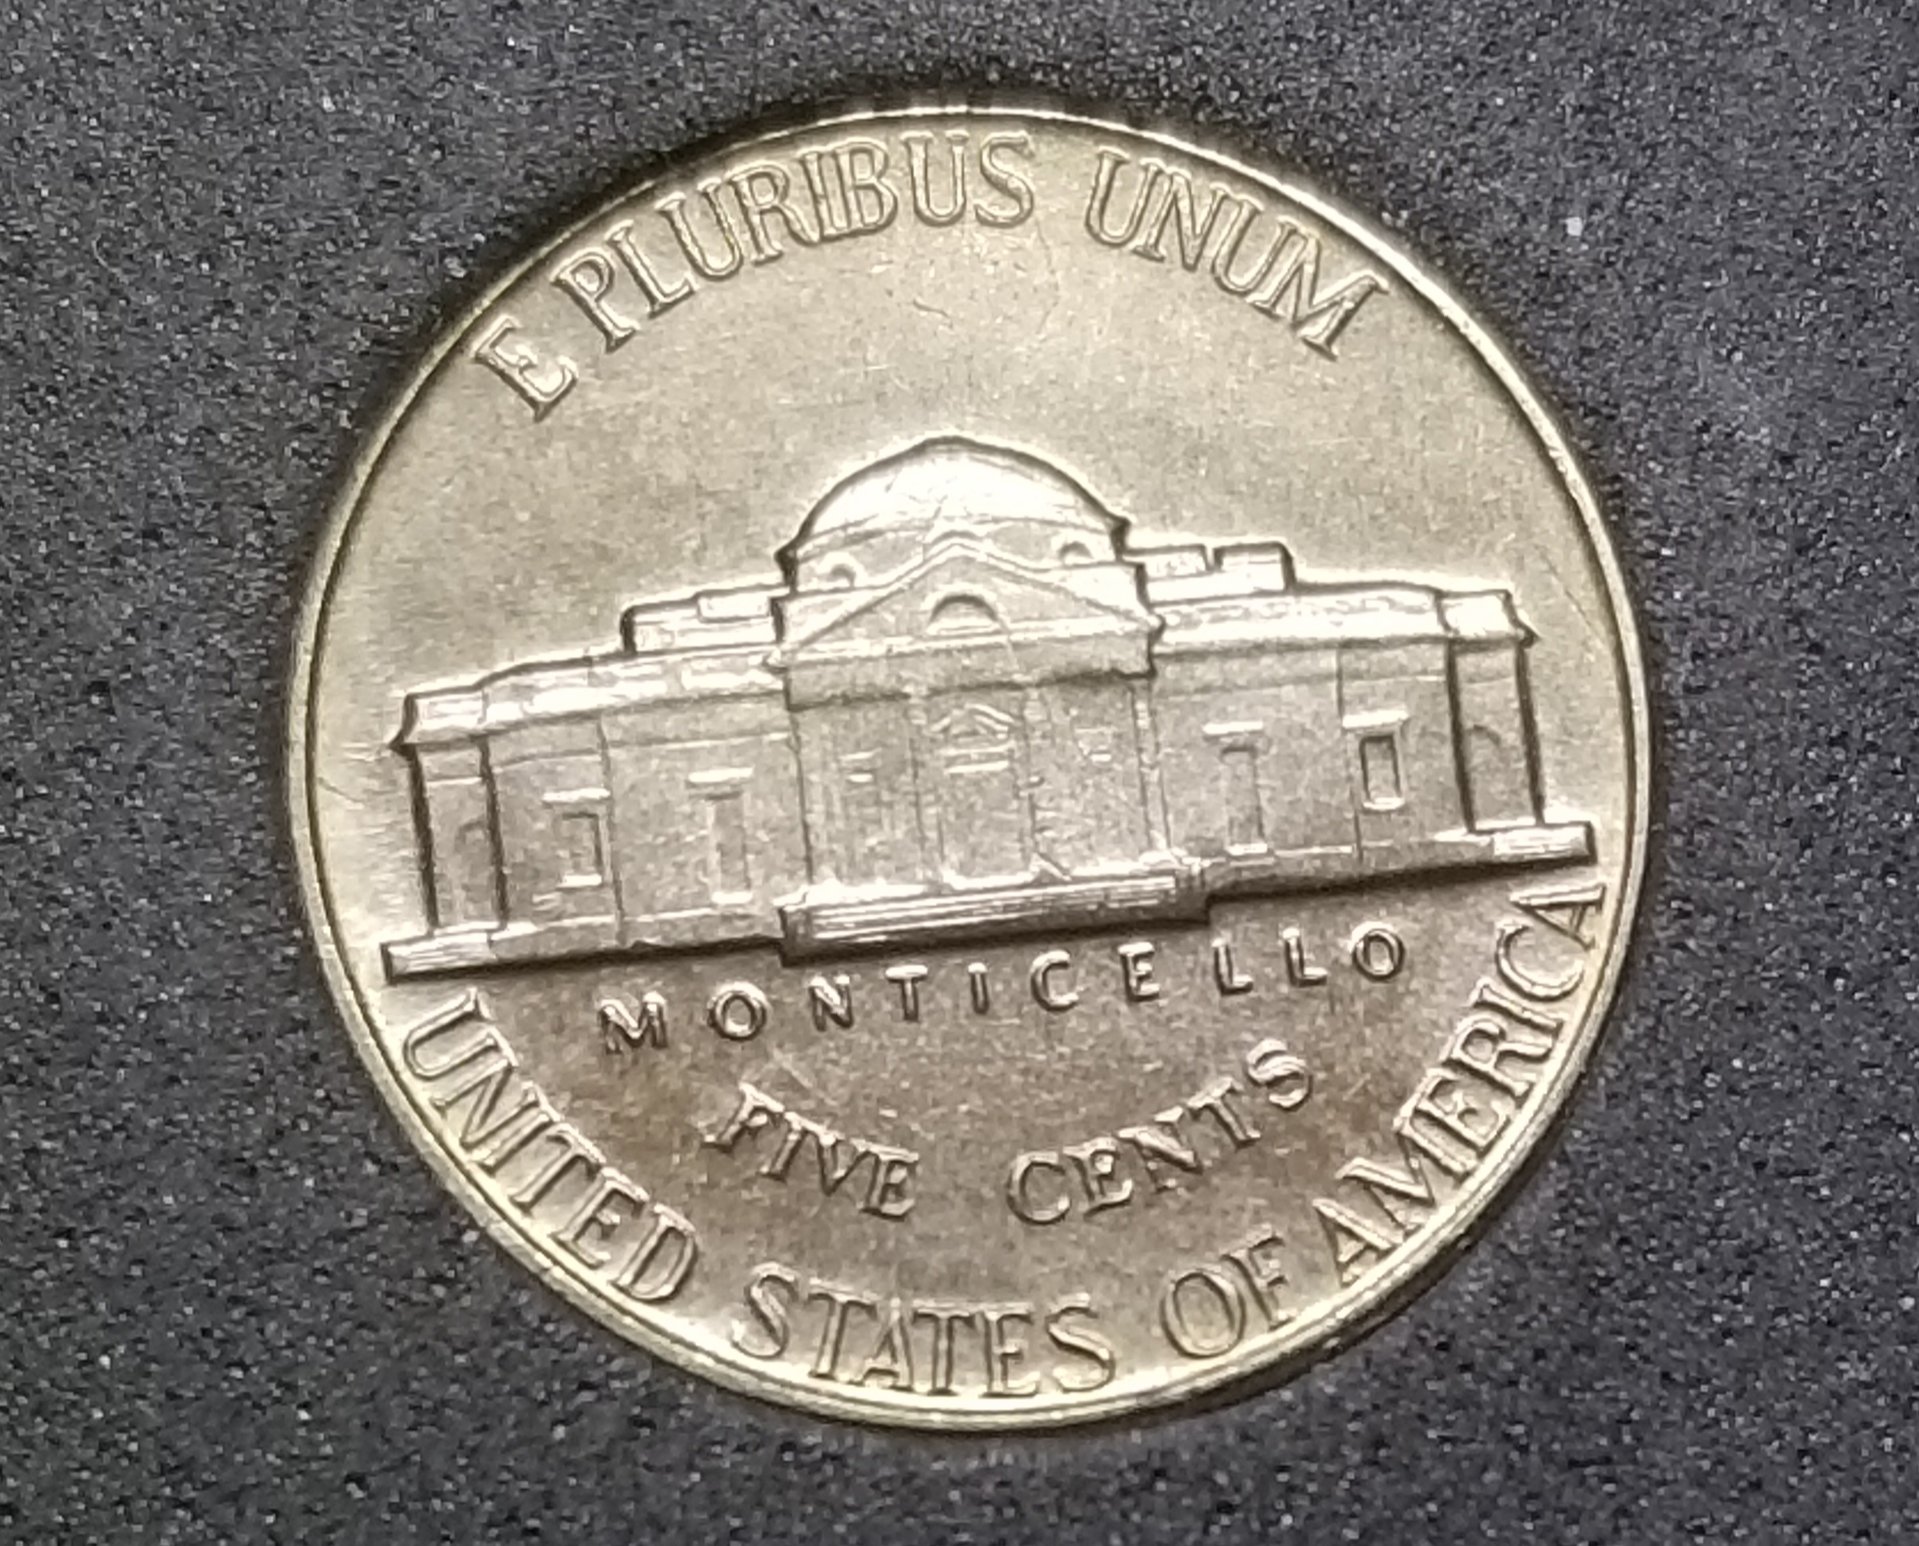 E PLURIBUS UNUM
MONTICELLO
FIVE CENTS
UNITED STATES OF AMERICA